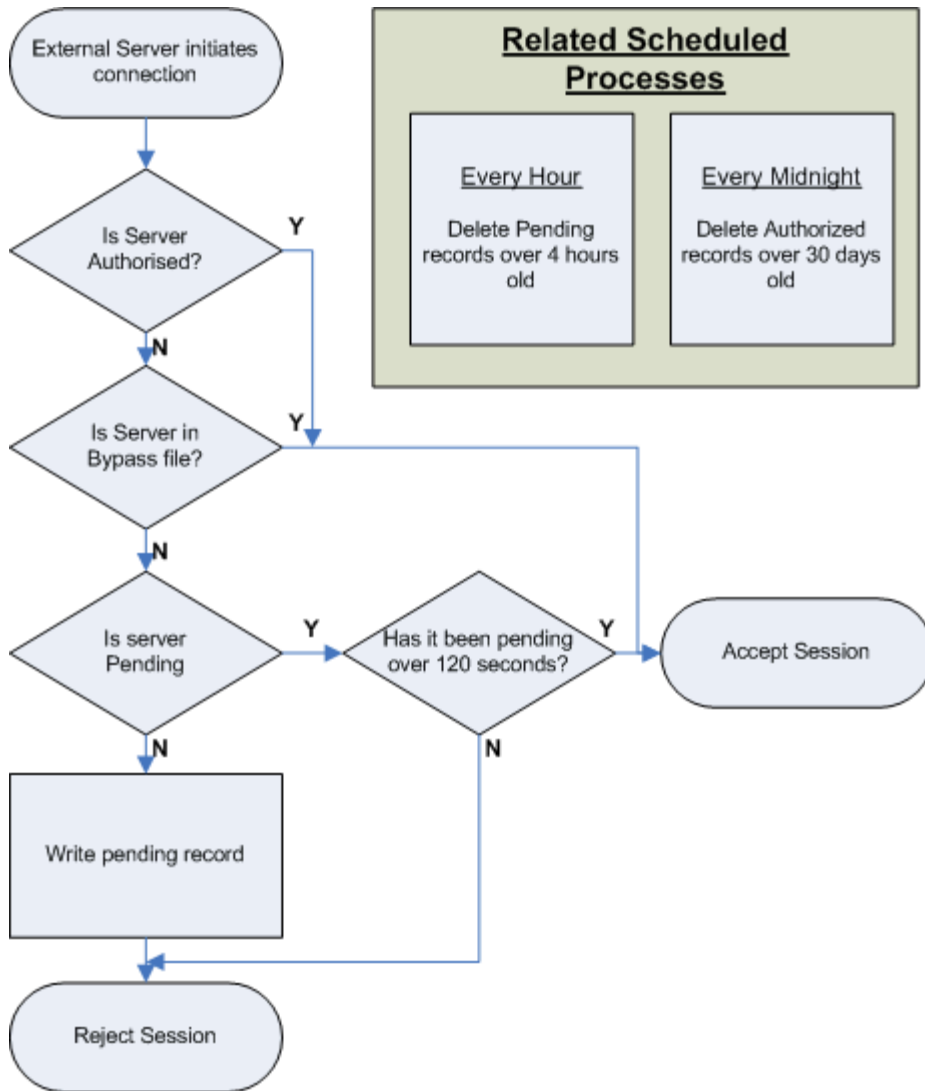 External Server initiates
connection
Related Scheduled
Processes
Every Hour
Delete Pending
records over 4 hours
old
Every Midnight
Delete Authorized
records over 30 days
old
Is Server
Authorised?
Y
N
Is Server in
Bypass file?
Y
N
Is server
Pending
Y
Has it been pending
over 120 seconds?
Y
Accept Session
N
N
Write pending record
Reject Session